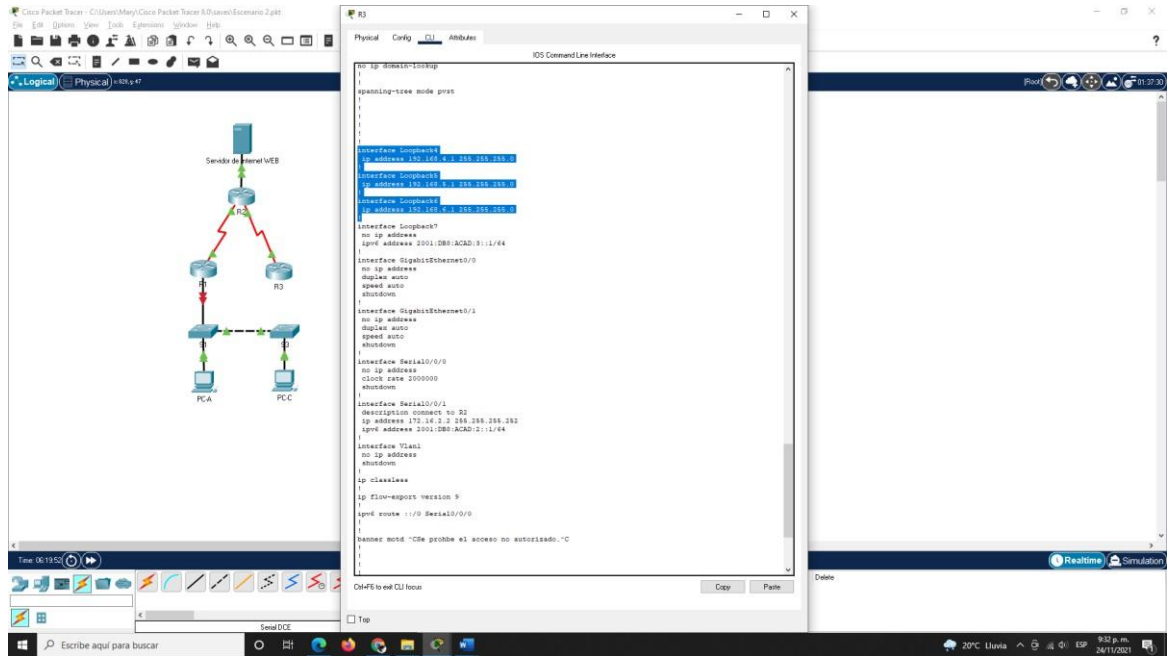 Cisco Packet Tracer - C:\Users\Mary\Cisco Packet Tracer 8.0\saves\Escenario 2.pkt
File Edit Options View Tools Extensions Window Help
Logical Physical x: 828, y: 47
[Root] 01:37:30
Servidor de Internet WEB
R2
R1
R3
S1
S3
PC-A
PC-C
R3
Physical Config CLI Attributes
IOS Command Line Interface
no ip domain-lookup
!
!
spanning-tree mode pvst
!
!
!
!
!
!
interface Loopback4
ip address 192.168.4.1 255.255.255.0
!
interface Loopback5
ip address 192.168.5.1 255.255.255.0
!
interface Loopback6
ip address 192.168.6.1 255.255.255.0
!
interface Loopback7
no ip address
ipv6 address 2001:DB8:ACAD:3::1/64
!
interface GigabitEthernet0/0
no ip address
duplex auto
speed auto
shutdown
!
interface GigabitEthernet0/1
no ip address
duplex auto
speed auto
shutdown
!
interface Serial0/0/0
no ip address
clock rate 2000000
shutdown
!
interface Serial0/0/1
description connect to R2
ip address 172.16.2.2 255.255.255.252
ipv6 address 2001:DB8:ACAD:2::1/64
!
interface Vlan1
no ip address
shutdown
!
ip classless
!
ip flow-export version 9
!
ipv6 route ::/0 Serial0/0/0
!
!
banner motd ^CSe prohbe el acceso no autorizado.^C
!
!
!
!
Ctrl+F6 to exit CLI focus
Copy Paste
Top
Time: 06:19:52
Realtime Simulation
Serial DCE
Delete
Escribe aquí para buscar
20°C Lluvia ESP
9:32 p. m.
24/11/2021